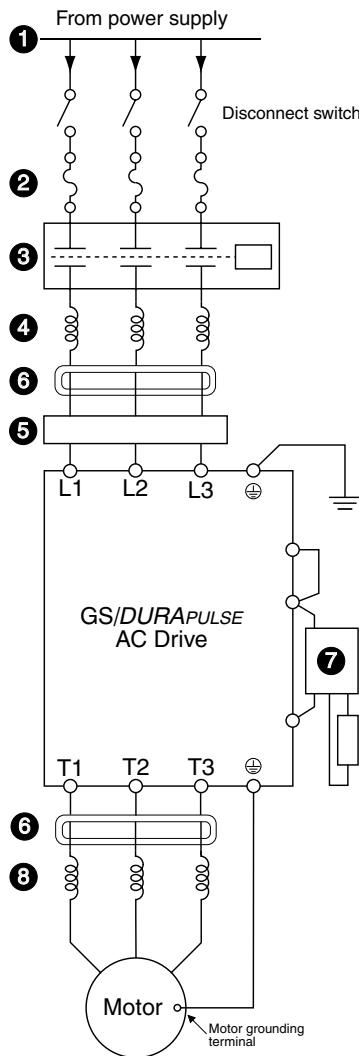 From power supply
1
Disconnect switch
2
3
4
6
5
L1 L2 L3
GS/DURAPULSE
AC Drive
7
T1 T2 T3
6
8
Motor
Motor grounding
terminal